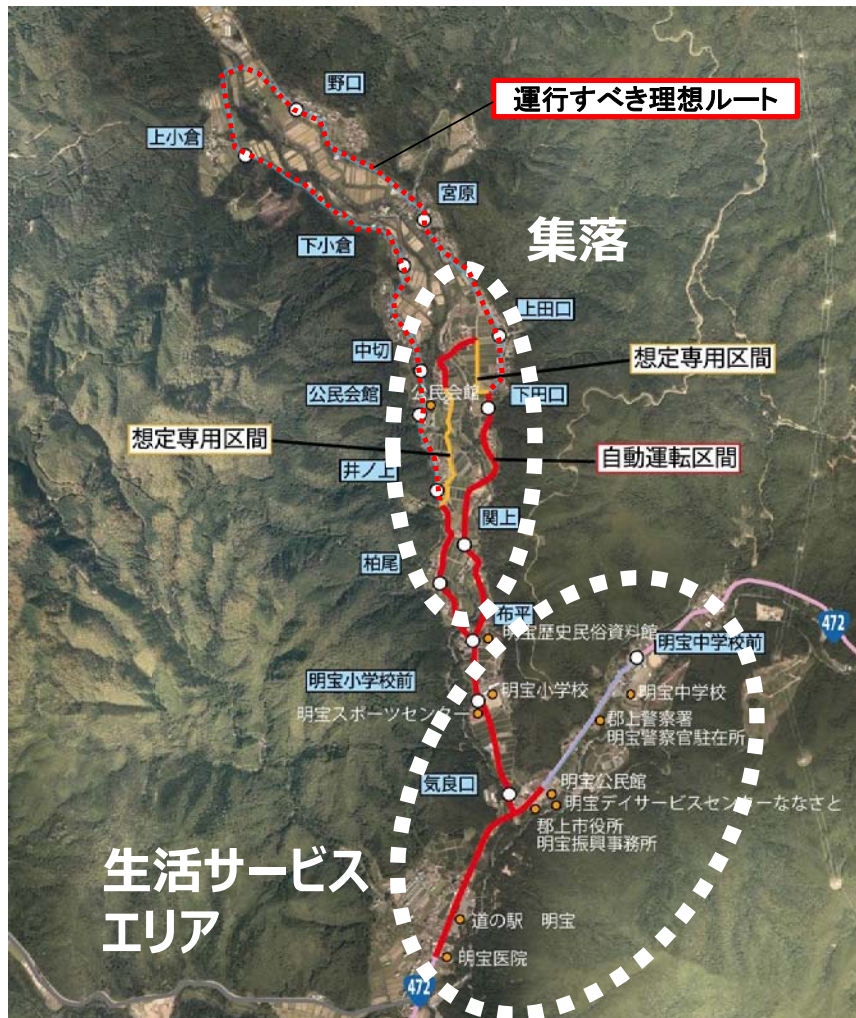 野口
運行すべき理想ルート
上小倉
宮原
集落
下小倉
上田口
中切
想定専用区間
公民会館
公民会館
下田口
想定専用区間
自動運転区間
井ノ上
関上
柏尾
布平
472
明宝歴史民俗資料館
明宝中学校前
明宝小学校前
明宝小学校
明宝中学校
明宝スポーツセンター
郡上警察署
明宝警察官駐在所
気良口
明宝公民館
明宝デイサービスセンターななさと
郡上市役所
明宝振興事務所
生活サービス
エリア
道の駅　明宝
明宝医院
472